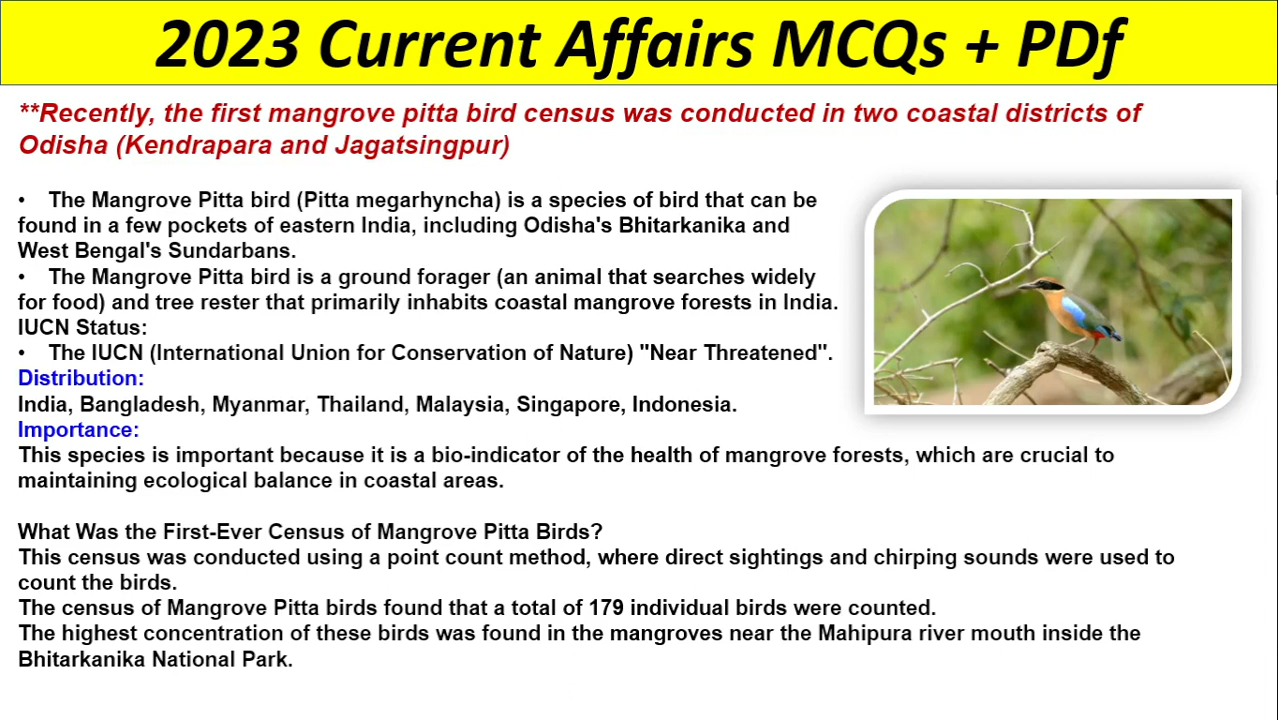 2023 Current Affairs MCQs + PDf
**Recently, the first mangrove pitta bird census was conducted in two coastal districts of
Odisha (Kendrapara and Jagatsingpur)
• The Mangrove Pitta bird (Pitta megarhyncha) is a species of bird that can be
found in a few pockets of eastern India, including Odisha's Bhitarkanika and
West Bengal's Sundarbans.
• The Mangrove Pitta bird is a ground forager (an animal that searches widely
for food) and tree rester that primarily inhabits coastal mangrove forests in India.
IUCN Status:
• The IUCN (International Union for Conservation of Nature) "Near Threatened".
Distribution:
India, Bangladesh, Myanmar, Thailand, Malaysia, Singapore, Indonesia.
Importance:
This species is important because it is a bio-indicator of the health of mangrove forests, which are crucial to
maintaining ecological balance in coastal areas.
What Was the First-Ever Census of Mangrove Pitta Birds?
This census was conducted using a point count method, where direct sightings and chirping sounds were used to
count the birds.
The census of Mangrove Pitta birds found that a total of 179 individual birds were counted.
The highest concentration of these birds was found in the mangroves near the Mahipura river mouth inside the
Bhitarkanika National Park.